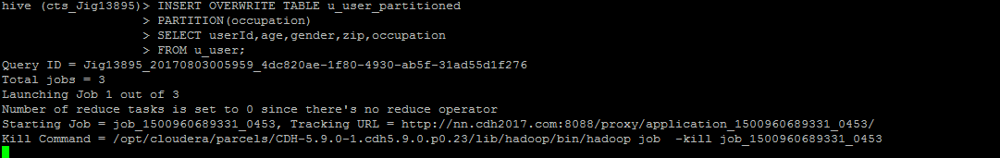 hive (cts_Jig13895)> INSERT OVERWRITE TABLE u_user_partitioned
> PARTITION(occupation)
> SELECT userId,age,gender,zip,occupation
> FROM u_user;
Query ID = Jig13895_20170803005959_4dc820ae-1f80-4930-ab5f-31ad55d1f276
Total jobs = 3
Launching Job 1 out of 3
Number of reduce tasks is set to 0 since there's no reduce operator
Starting Job = job_1500960689331_0453, Tracking URL = http://nn.cdh2017.com:8088/proxy/application_1500960689331_0453/
Kill Command = /opt/cloudera/parcels/CDH-5.9.0-1.cdh5.9.0.p0.23/lib/hadoop/bin/hadoop job  -kill job_1500960689331_0453